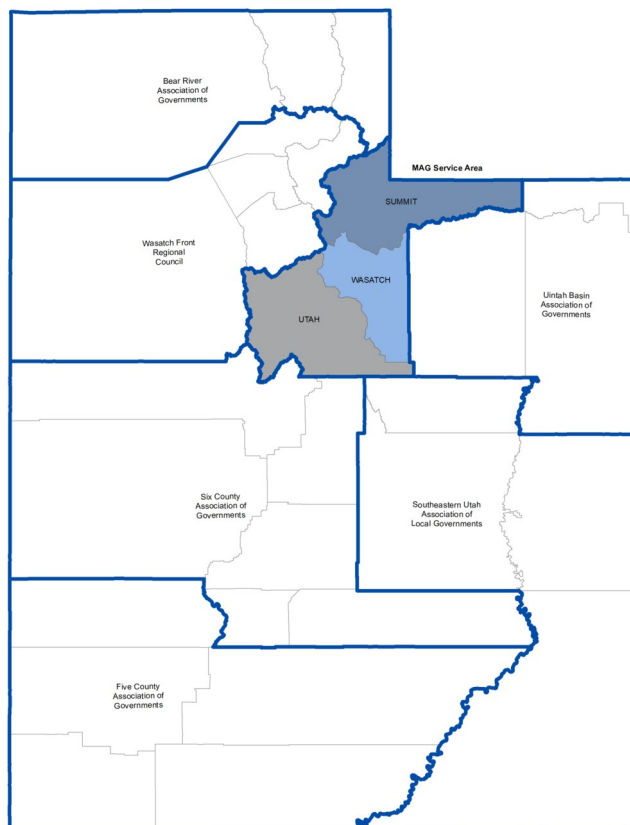 Bear River
Association of
Governments
MAG Service Area
SUMMIT
Wasatch Front
Regional
Council
WASATCH
Uintah Basin
Association of
Governments
UTAH
Six County
Association of
Governments
Southeastern Utah
Association of
Local Governments
Five County
Association of
Governments